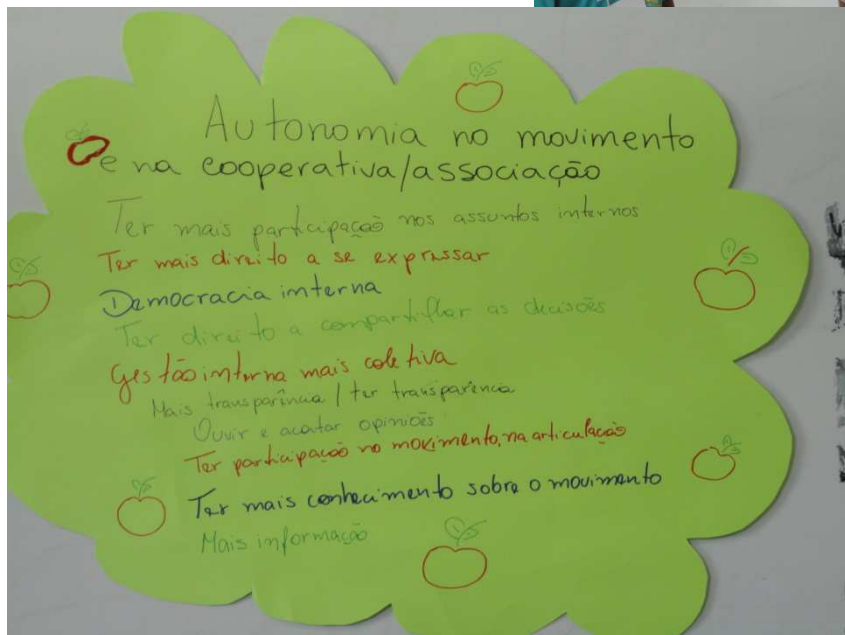 Autonomia no movimento
e na cooperativa/associação
Ter mais participação nos assuntos internos
Ter mais direito a se expressar
Democracia interna
Ter direito a compartilhar as decisões
Gestão interna mais coletiva
Mais transparência / ter transparência
Ouvir e acatar opiniões
Ter participação no movimento, na articulação
Ter mais conhecimento sobre o movimento
Mais informação